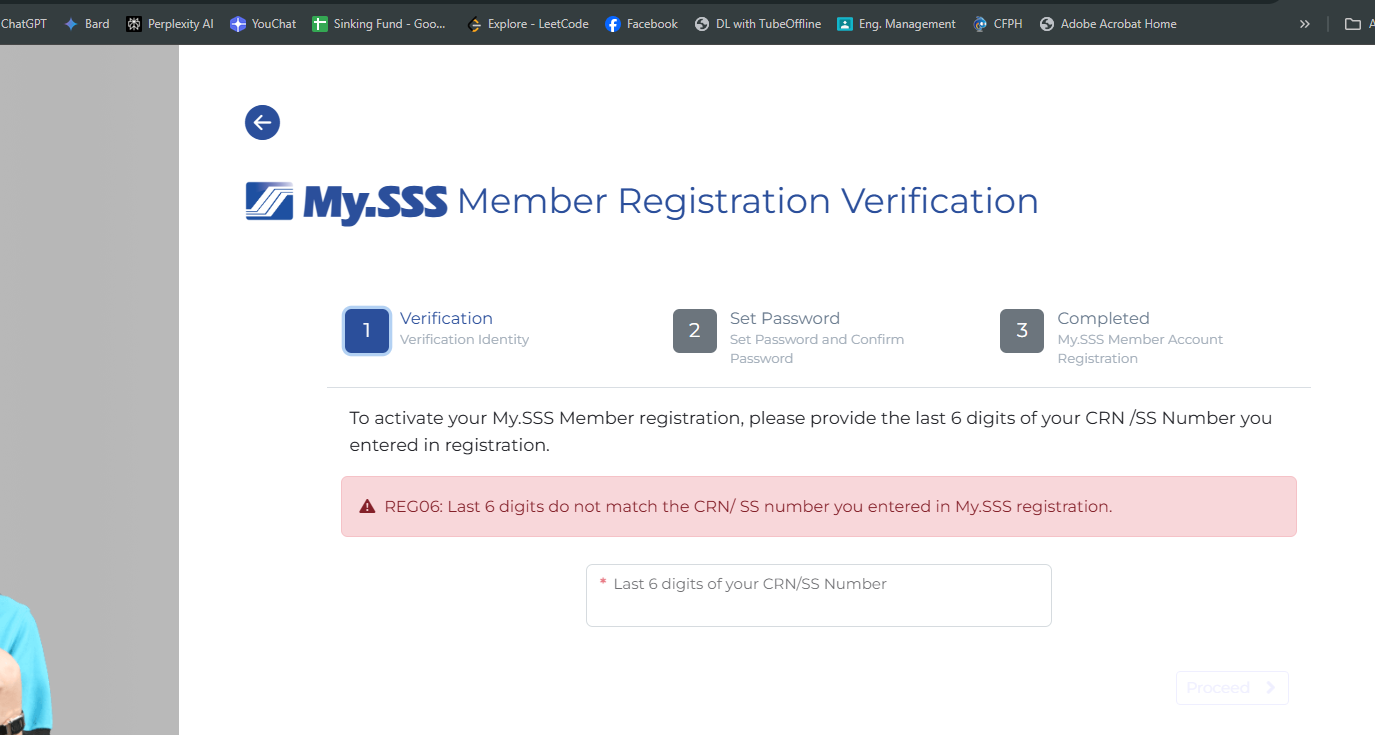 ChatGPT Bard Perplexity AI YouChat Sinking Fund - Goo... Explore - LeetCode Facebook DL with TubeOffline Eng. Management CFPH Adobe Acrobat Home »
My.SSS Member Registration Verification
1 Verification
Verification Identity
2 Set Password
Set Password and Confirm
Password
3 Completed
My.SSS Member Account
Registration
To activate your My.SSS Member registration, please provide the last 6 digits of your CRN /SS Number you
entered in registration.
REG06: Last 6 digits do not match the CRN/ SS number you entered in My.SSS registration.
* Last 6 digits of your CRN/SS Number
Proceed